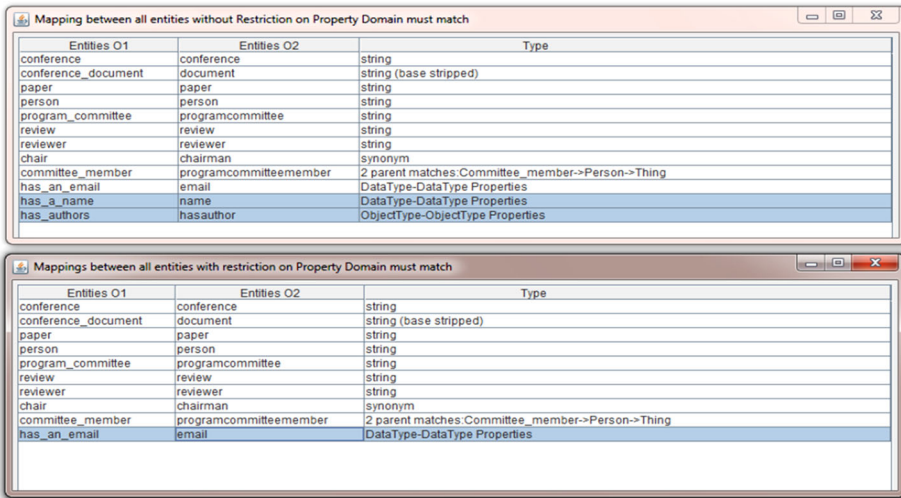 Mapping between all entities without Restriction on Property Domain must match
Entities O1 Entities O2 Type
conference conference string
conference_document document string (base stripped)
paper paper string
person person string
program_committee programcommittee string
review review string
reviewer reviewer string
chair chairman synonym
committee_member programcommitteemember 2 parent matches:Committee_member->Person->Thing
has_an_email email DataType-DataType Properties
has_a_name name DataType-DataType Properties
has_authors hasauthor ObjectType-ObjectType Properties
Mappings between all entities with restriction on Property Domain must match
Entities O1 Entities O2 Type
conference conference string
conference_document document string (base stripped)
paper paper string
person person string
program_committee programcommittee string
review review string
reviewer reviewer string
chair chairman synonym
committee_member programcommitteemember 2 parent matches:Committee_member->Person->Thing
has_an_email email DataType-DataType Properties